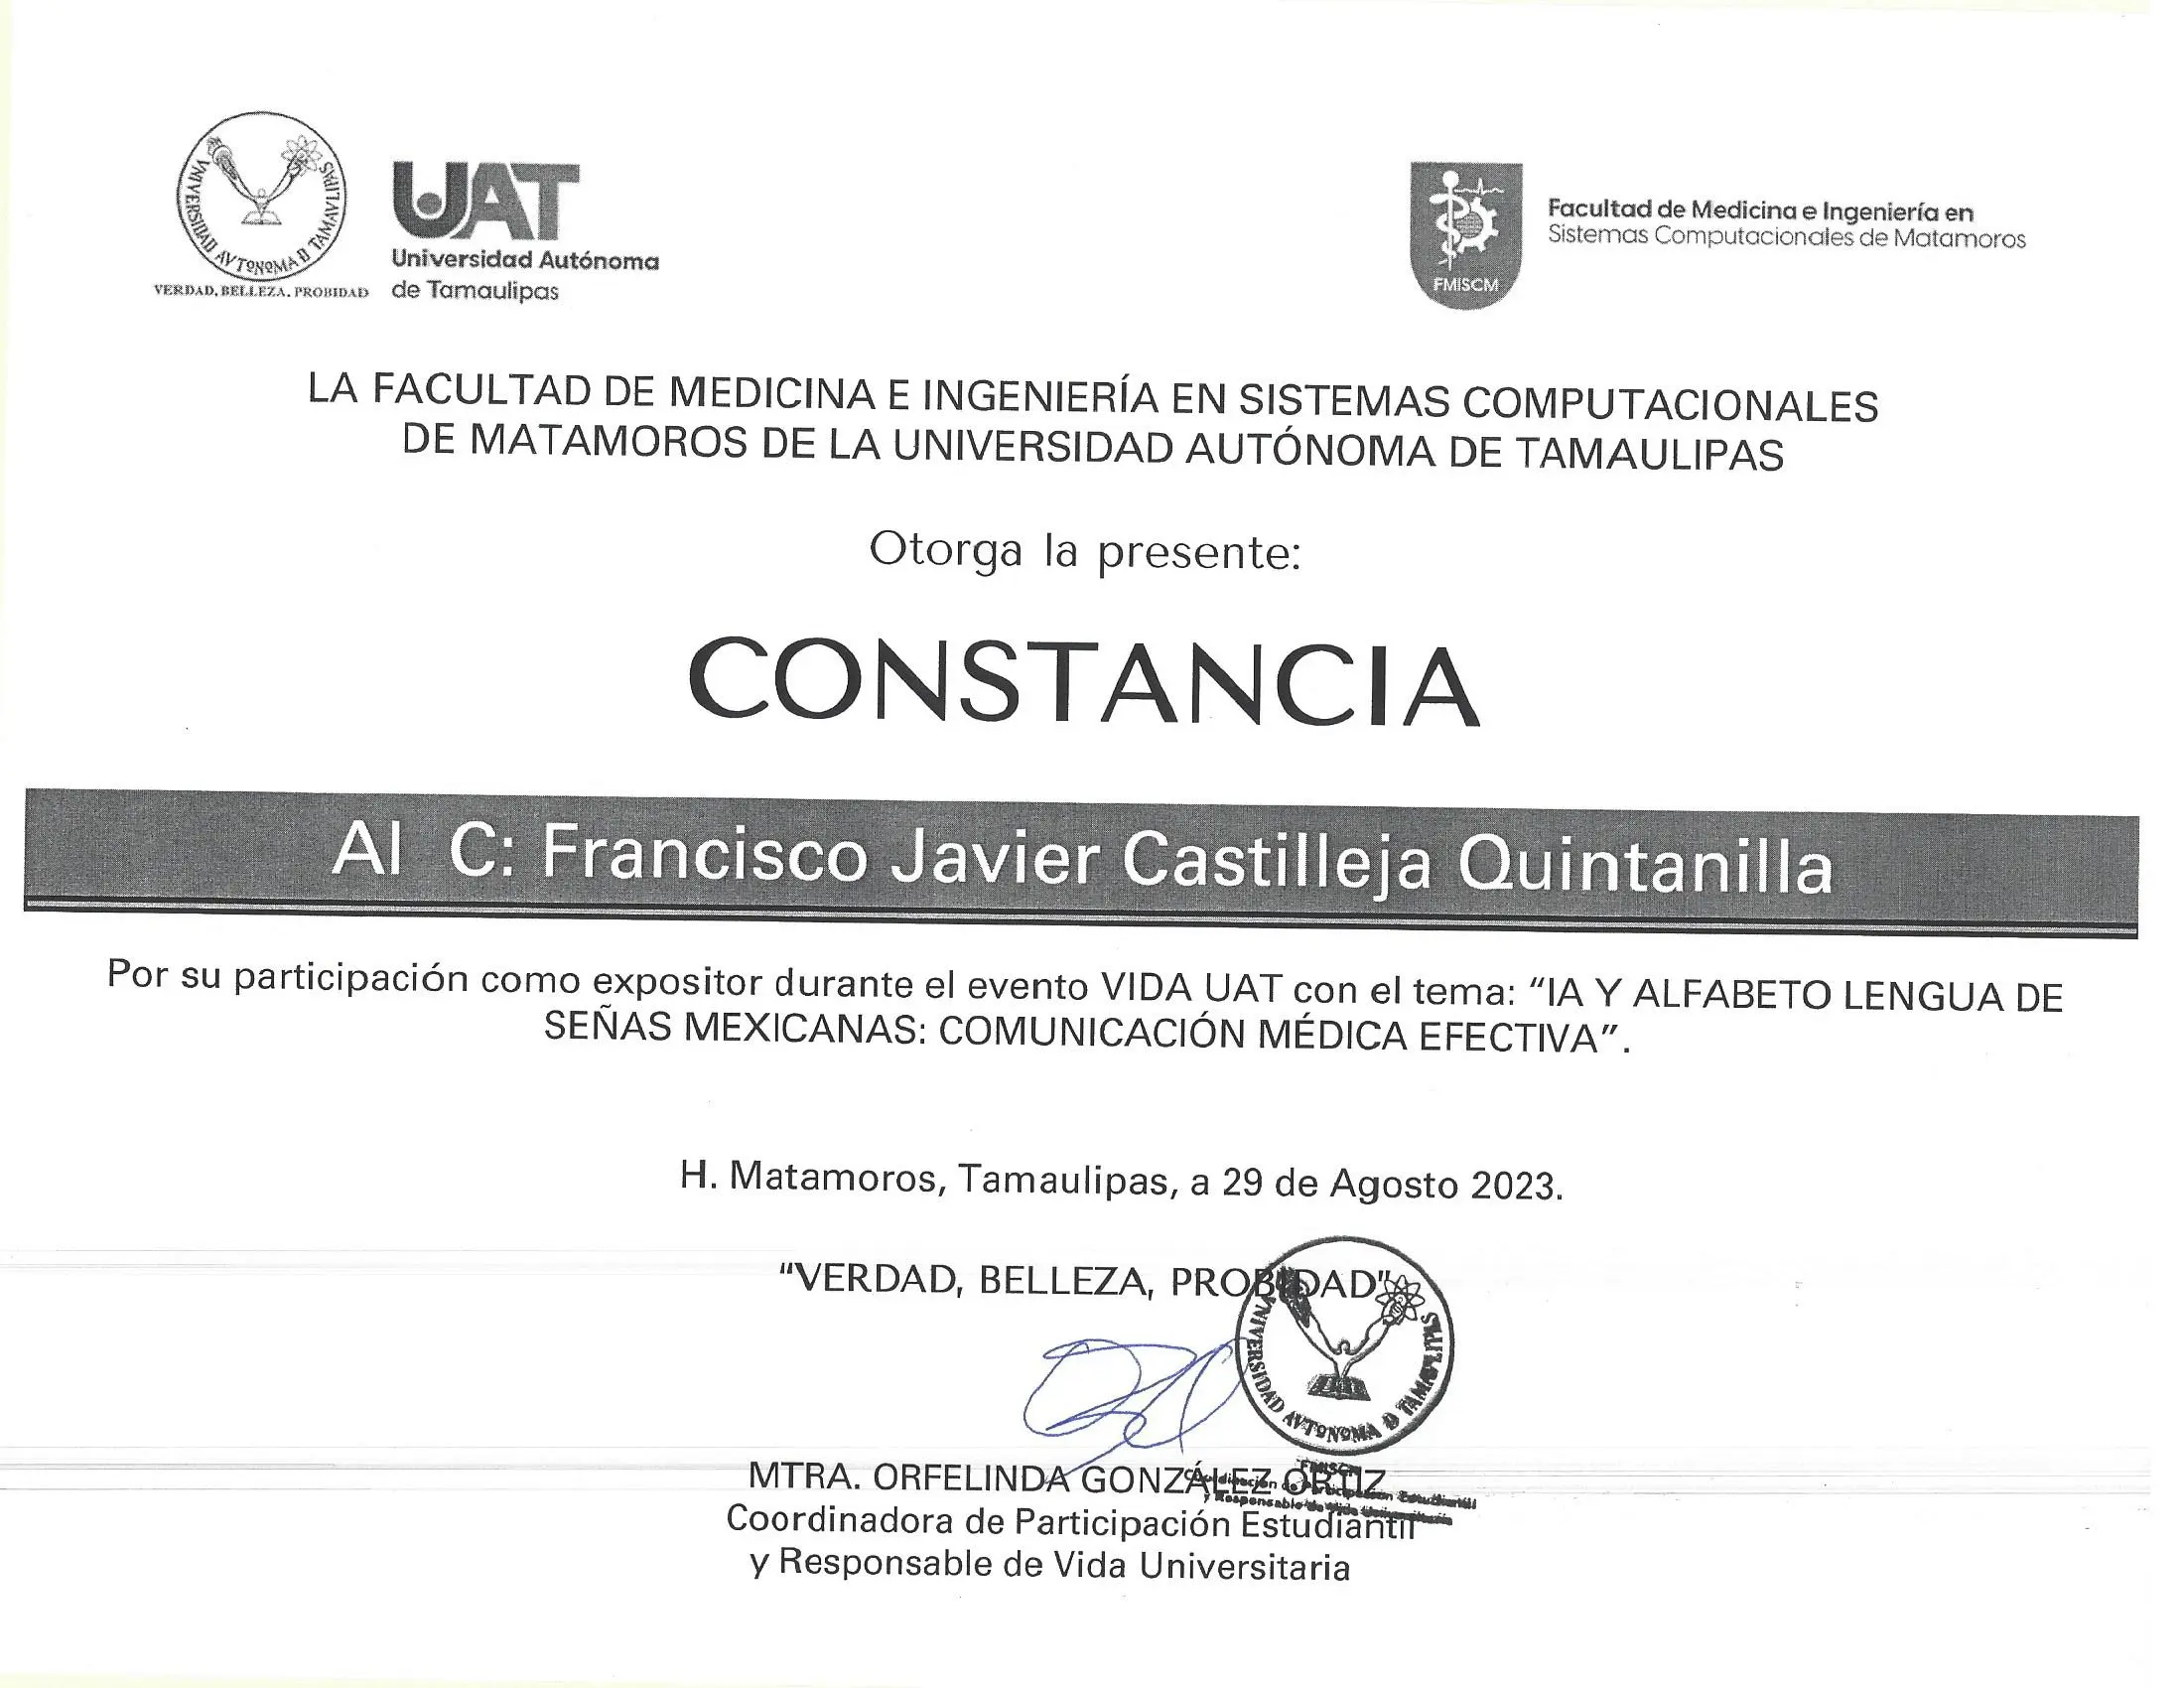 VNIVERSIDAD AVTONOMA D TAMAVLIPAS
VERDAD, BELLEZA, PROBIDAD
UAT
Universidad Autónoma
de Tamaulipas
FMISCM
Facultad de Medicina e Ingeniería en
Sistemas Computacionales de Matamoros
LA FACULTAD DE MEDICINA E INGENIERÍA EN SISTEMAS COMPUTACIONALES
DE MATAMOROS DE LA UNIVERSIDAD AUTÓNOMA DE TAMAULIPAS
Otorga la presente:
CONSTANCIA
Al C: Francisco Javier Castilleja Quintanilla
Por su participación como expositor durante el evento VIDA UAT con el tema: “IA Y ALFABETO LENGUA DE
SEÑAS MEXICANAS: COMUNICACIÓN MÉDICA EFECTIVA”.
H. Matamoros, Tamaulipas, a 29 de Agosto 2023.
“VERDAD, BELLEZA, PROBIDAD”
VNIVERSIDAD AVTONOMA D TAMAVLIPAS
FMISCM
Coordinación de Participación Estudiantil
y Responsable de Vida Universitaria
MTRA. ORFELINDA GONZÁLEZ ORTIZ
Coordinadora de Participación Estudiantil
y Responsable de Vida Universitaria